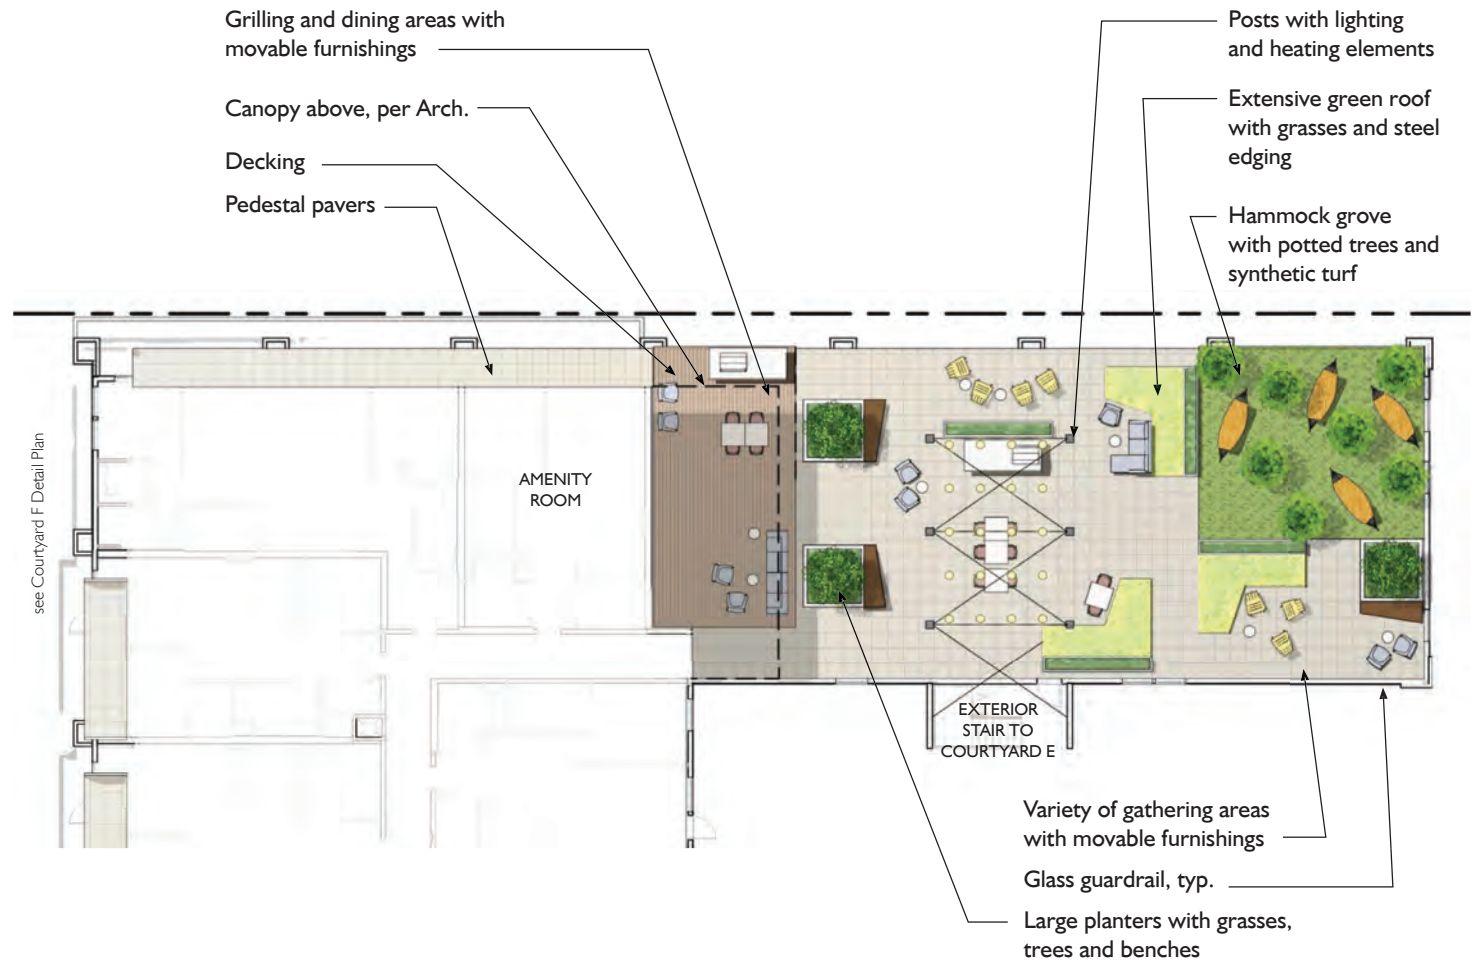 Grilling and dining areas with
movable furnishings
Canopy above, per Arch.
Decking
Pedestal pavers
Posts with lighting
and heating elements
Extensive green roof
with grasses and steel
edging
Hammock grove
with potted trees and
synthetic turf
see Courtyard F Detail Plan
AMENITY
ROOM
EXTERIOR
STAIR TO
COURTYARD E
Variety of gathering areas
with movable furnishings
Glass guardrail, typ.
Large planters with grasses,
trees and benches